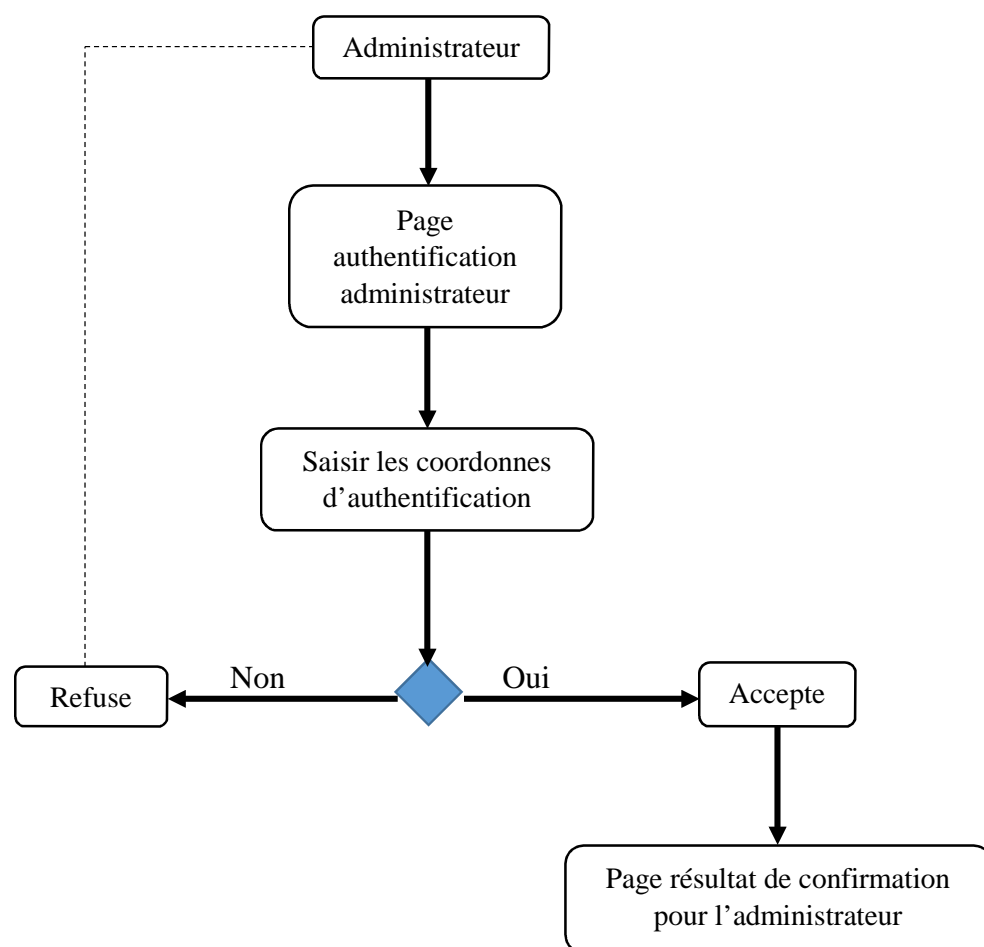 Administrateur
Page
authentification
administrateur
Saisir les coordonnes
d’authentification
Non
Oui
Refuse
Accepte
Page résultat de confirmation
pour l’administrateur